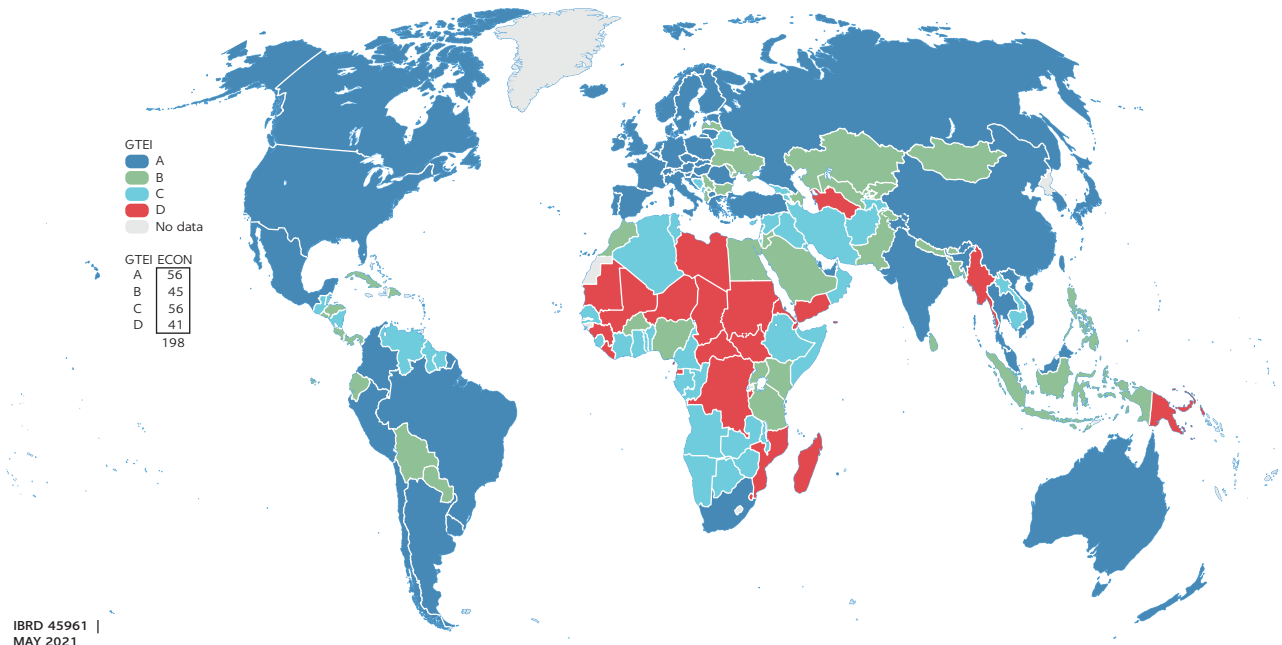 GTEI
A
B
C
D
No data
GTEI ECON
A 56
B 45
C 56
D 41
198
IBRD 45961 |
MAY 2021